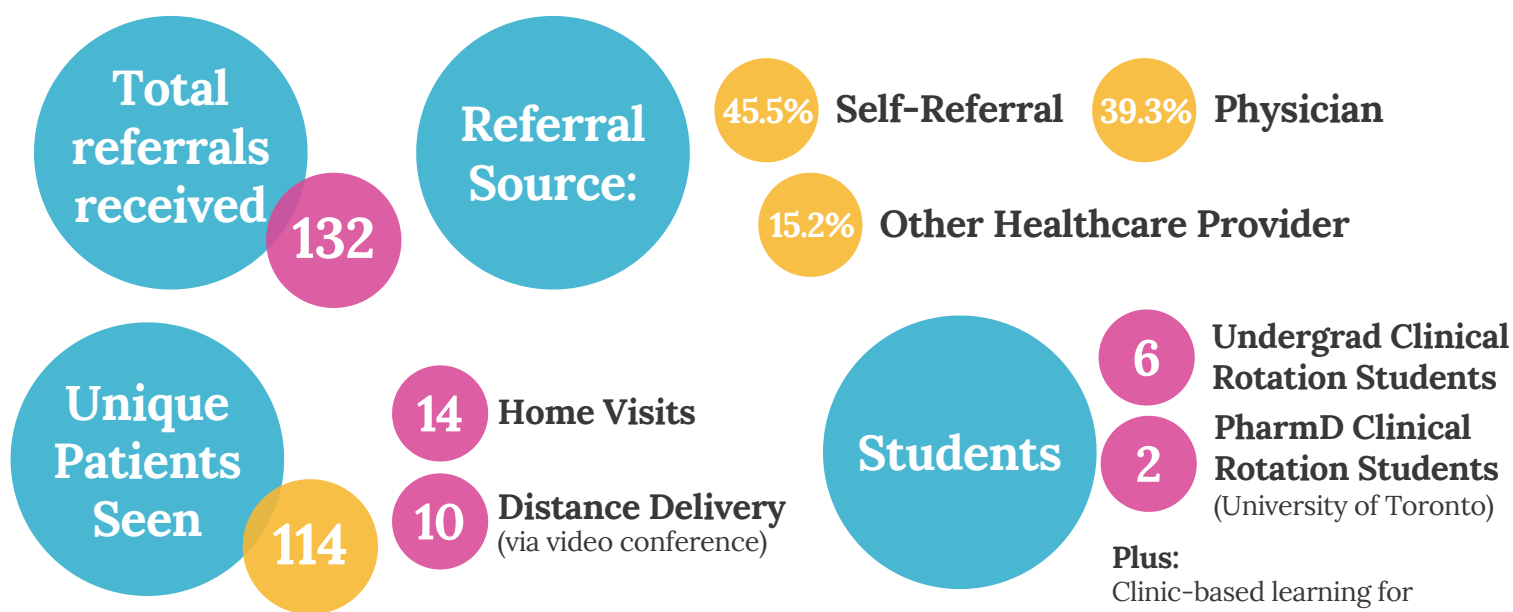 Total
referrals
received
132
Referral
Source:
45.5%
Self-Referral
39.3%
Physician
15.2%
Other Healthcare Provider
Unique
Patients
Seen
114
14
Home Visits
10
Distance Delivery
(via video conference)
Students
6
Undergrad Clinical
Rotation Students
2
PharmD Clinical
Rotation Students
(University of Toronto)
Plus:
Clinic-based learning for